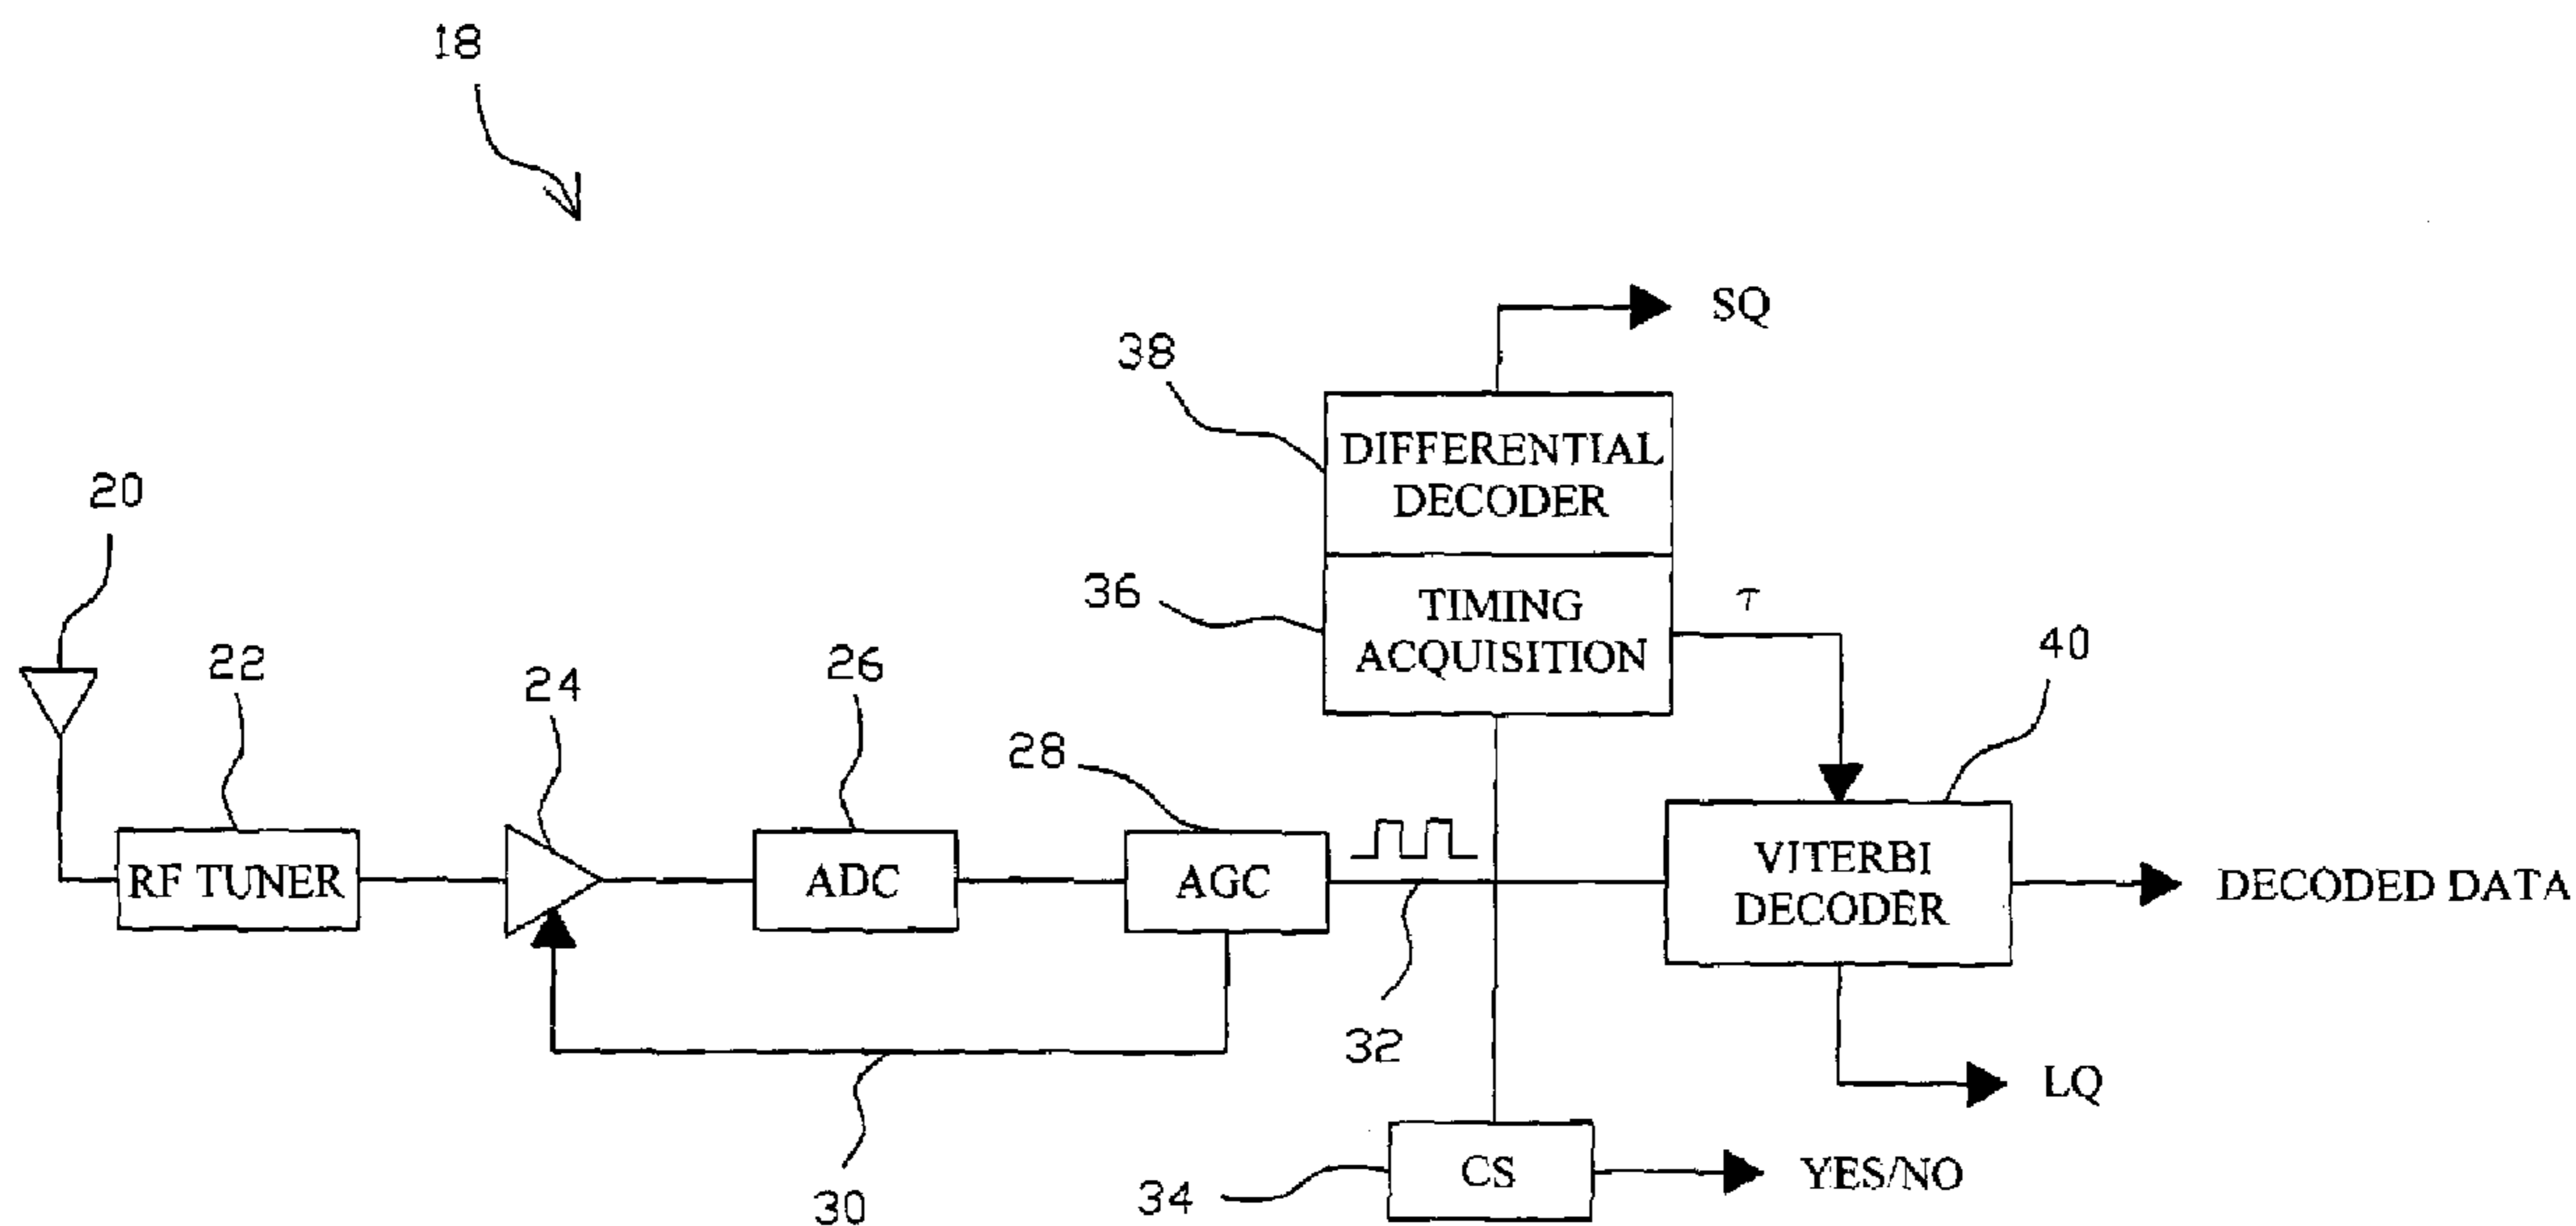 18
SQ
38
DIFFERENTIAL
DECODER
20
36
TIMING
ACQUISITION
τ
22
24
26
28
40
RF TUNER
ADC
AGC
VITERBI
DECODER
DECODED DATA
32
30
LQ
34
CS
YES/NO